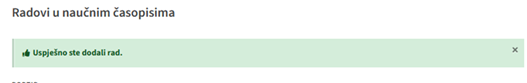 Radovi u naučnim časopisima
Uspješno ste dodali rad.
×